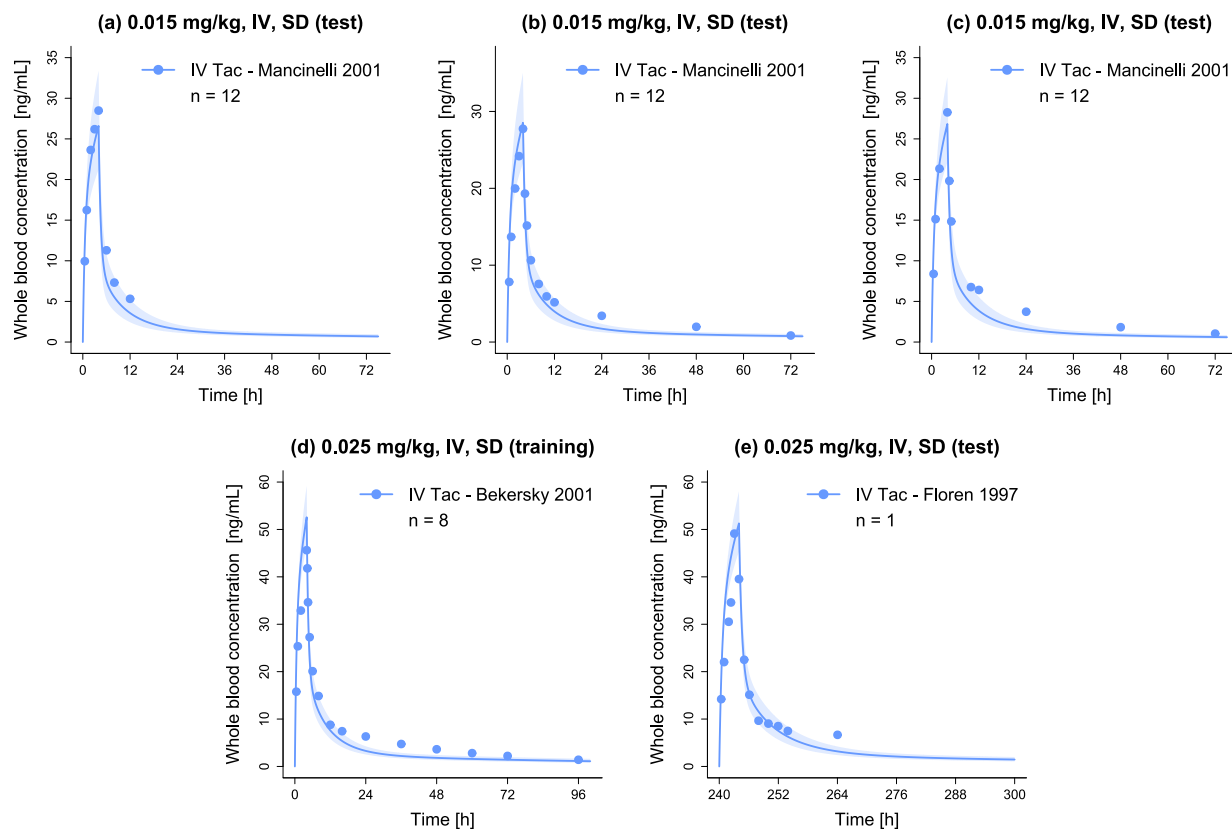 (a) 0.015 mg/kg, IV, SD (test)
Whole blood concentration [ng/mL]
35
30
25
20
15
10
5
0
IV Tac - Mancinelli 2001
n = 12
0 12 24 36 48 60 72
Time [h]
(b) 0.015 mg/kg, IV, SD (test)
Whole blood concentration [ng/mL]
30
20
10
0
IV Tac - Mancinelli 2001
n = 12
0 12 24 36 48 60 72
Time [h]
(c) 0.015 mg/kg, IV, SD (test)
Whole blood concentration [ng/mL]
35
30
25
20
15
10
5
0
IV Tac - Mancinelli 2001
n = 12
0 12 24 36 48 60 72
Time [h]
(d) 0.025 mg/kg, IV, SD (training)
Whole blood concentration [ng/mL]
60
50
40
30
20
10
0
IV Tac - Bekersky 2001
n = 8
0 24 48 72 96
Time [h]
(e) 0.025 mg/kg, IV, SD (test)
Whole blood concentration [ng/mL]
60
50
40
30
20
10
0
IV Tac - Floren 1997
n = 1
240 252 264 276 288 300
Time [h]